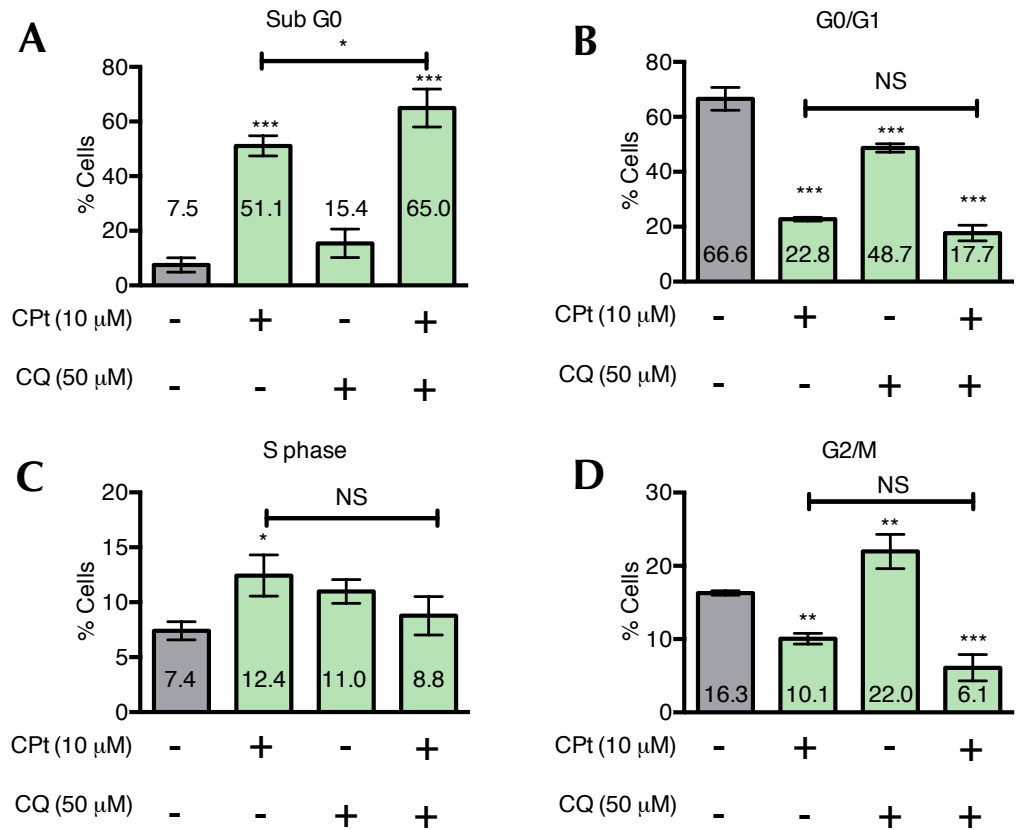 A
Sub G0
*
***
***
80
60
40
20
0
% Cells
7.5
51.1
15.4
65.0
CPt (10 μM) - + - +
CQ (50 μM) - - + +
B
G0/G1
NS
***
***
***
80
60
40
20
0
% Cells
66.6
22.8
48.7
17.7
CPt (10 μM) - + - +
CQ (50 μM) - - + +
C
S phase
NS
*
20
15
10
5
0
% Cells
7.4
12.4
11.0
8.8
CPt (10 μM) - + - +
CQ (50 μM) - - + +
D
G2/M
NS
**
**
***
30
20
10
0
% Cells
16.3
10.1
22.0
6.1
CPt (10 μM) - + - +
CQ (50 μM) - - + +